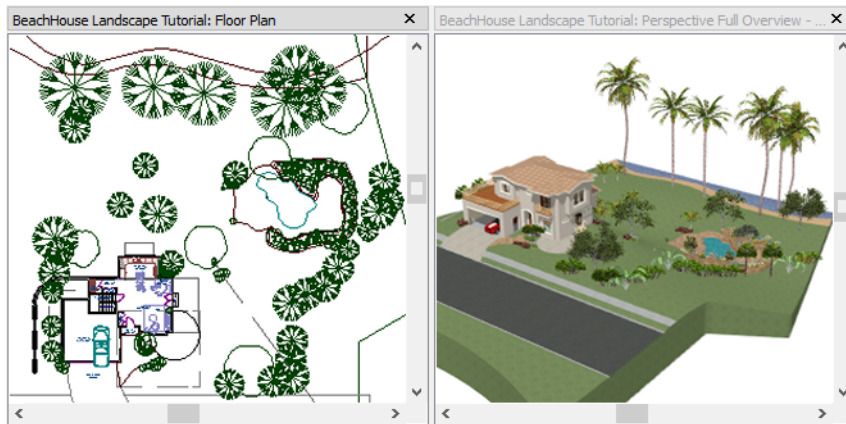 BeachHouse Landscape Tutorial: Floor Plan
BeachHouse Landscape Tutorial: Perspective Full Overview - ...